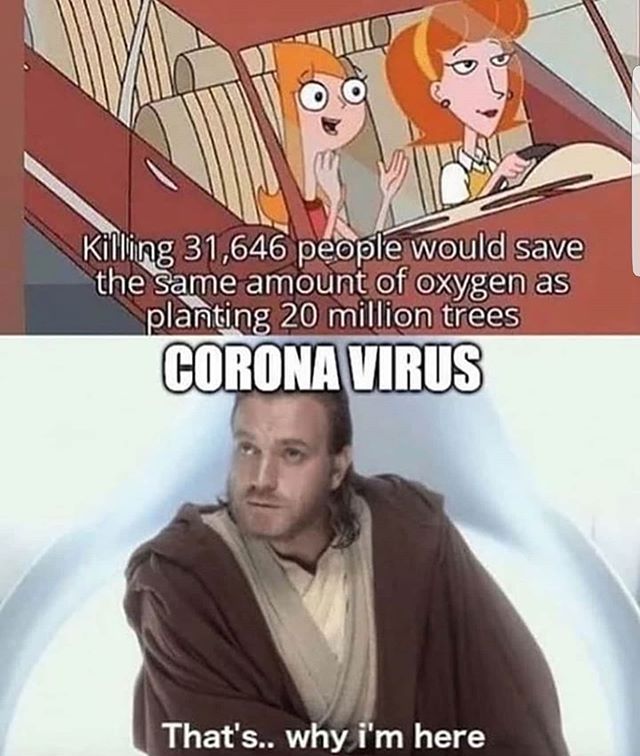 Killing 31,646 people would save
the same amount of oxygen as
planting 20 million trees
CORONA VIRUS
That's.. why i'm here